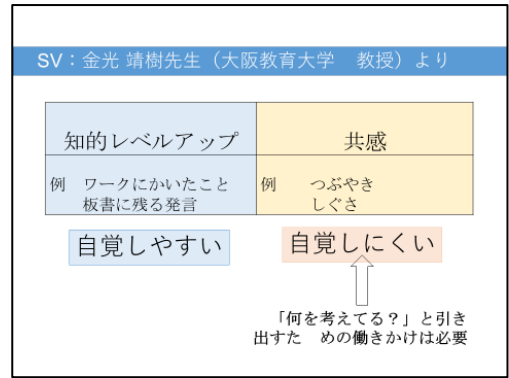 SV：金光 靖樹先生（大阪教育大学　教授）より
知的レベルアップ
共感
例　ワークにかいたこと
板書に残る発言
例　つぶやき
しぐさ
自覚しやすい
自覚しにくい
「何を考えてる？」と引き
出すた　めの働きかけは必要